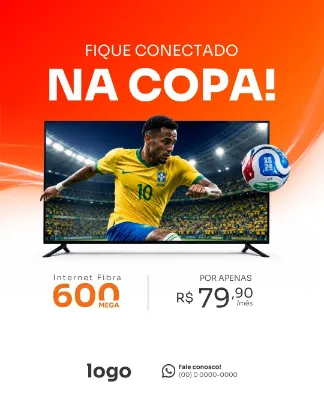 FIQUE CONECTADO
NA COPA!
10
Internet Fibra
600
MEGA
POR APENAS
R$ 79,90
/mês
logo
Fale conosco!
(00) 0 0000-0000